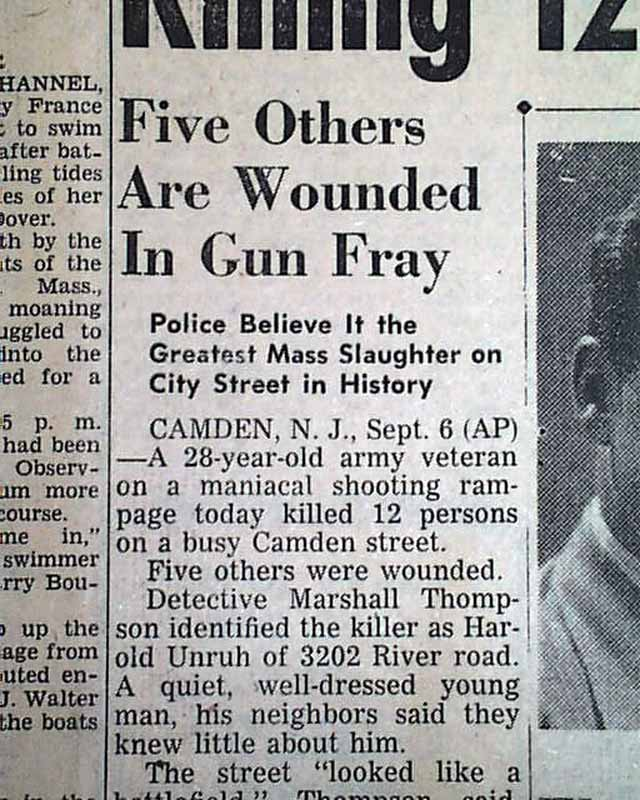 HANNEL,
y France
to swim
after bat-
ling tides
es of her
Dover.
th by the
ts of the
Mass.,
moaning
uggled to
into the
ed for a
5 p. m.
had been
Observ-
um more
course.
me in,"
swimmer
rry Bou-
up the
age from
uted en-
J. Walter
the boats
Killing 12
Five Others
Are Wounded
In Gun Fray
Police Believe It the
Greatest Mass Slaughter on
City Street in History
CAMDEN, N. J., Sept. 6 (AP)
—A 28-year-old army veteran
on a maniacal shooting ram-
page today killed 12 persons
on a busy Camden street.
Five others were wounded.
Detective Marshall Thomp-
son identified the killer as Har-
old Unruh of 3202 River road.
A quiet, well-dressed young
man, his neighbors said they
knew little about him.
The street "looked like a
battlefield," Thompson said